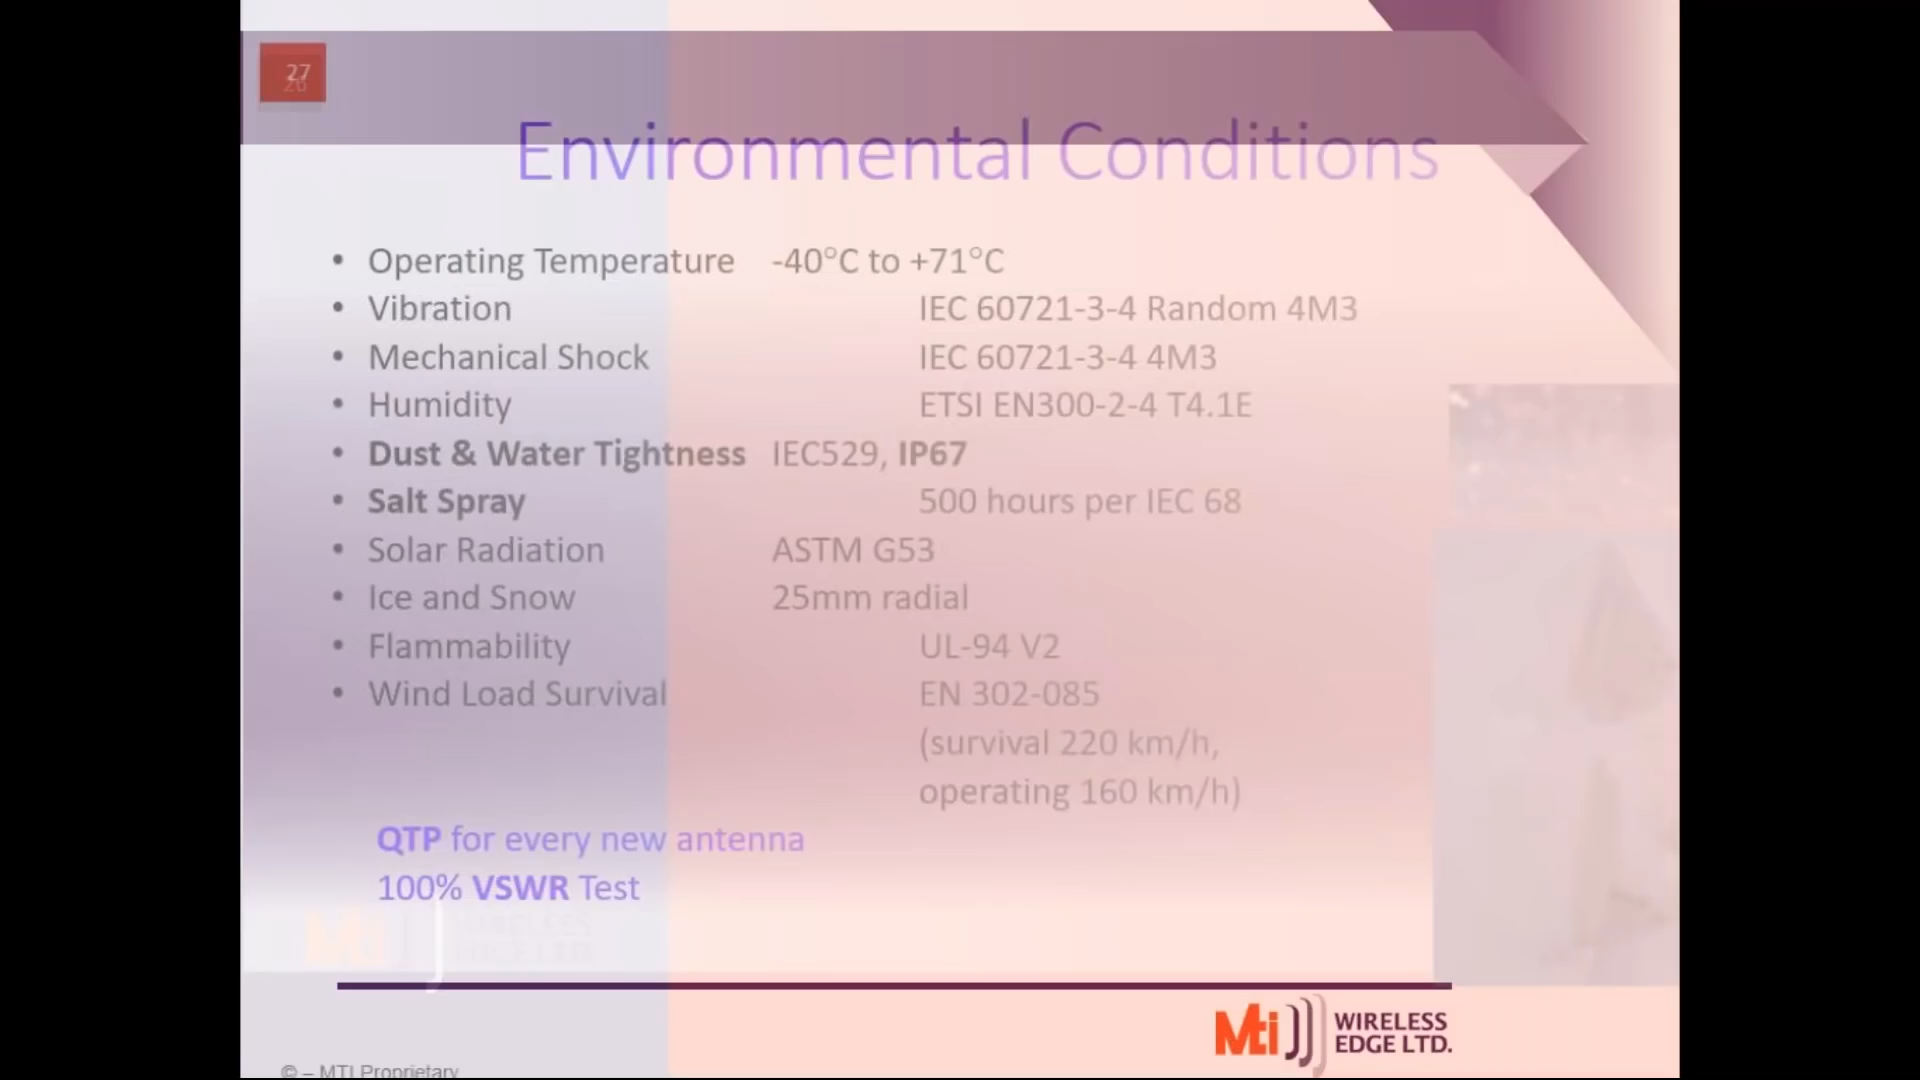 27
Environmental Conditions
• Operating Temperature -40°C to +71°C
• Vibration IEC 60721-3-4 Random 4M3
• Mechanical Shock IEC 60721-3-4 4M3
• Humidity ETSI EN300-2-4 T4.1E
• Dust & Water Tightness IEC529, IP67
• Salt Spray 500 hours per IEC 68
• Solar Radiation ASTM G53
• Ice and Snow 25mm radial
• Flammability UL-94 V2
• Wind Load Survival EN 302-085
(survival 220 km/h,
operating 160 km/h)
QTP for every new antenna
100% VSWR Test
Mti WIRELESS
EDGE LTD.
© – MTI Proprietary